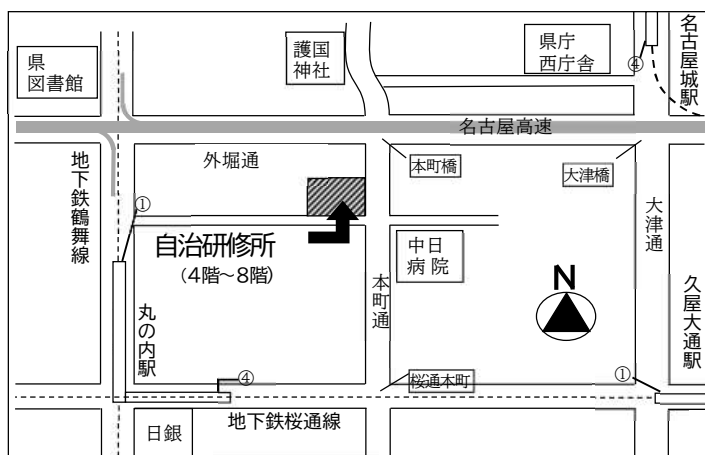 県
図書館
護国
神社
県庁
西庁舎
④
名古屋城駅
名古屋高速
地下鉄鶴舞線
外堀通
本町橋
大津橋
①
大津通
自治研修所
(4階~8階)
中日
病院
本町通
N
久屋大通駅
丸の内駅
④
桜通本町
①
日銀
地下鉄桜通線